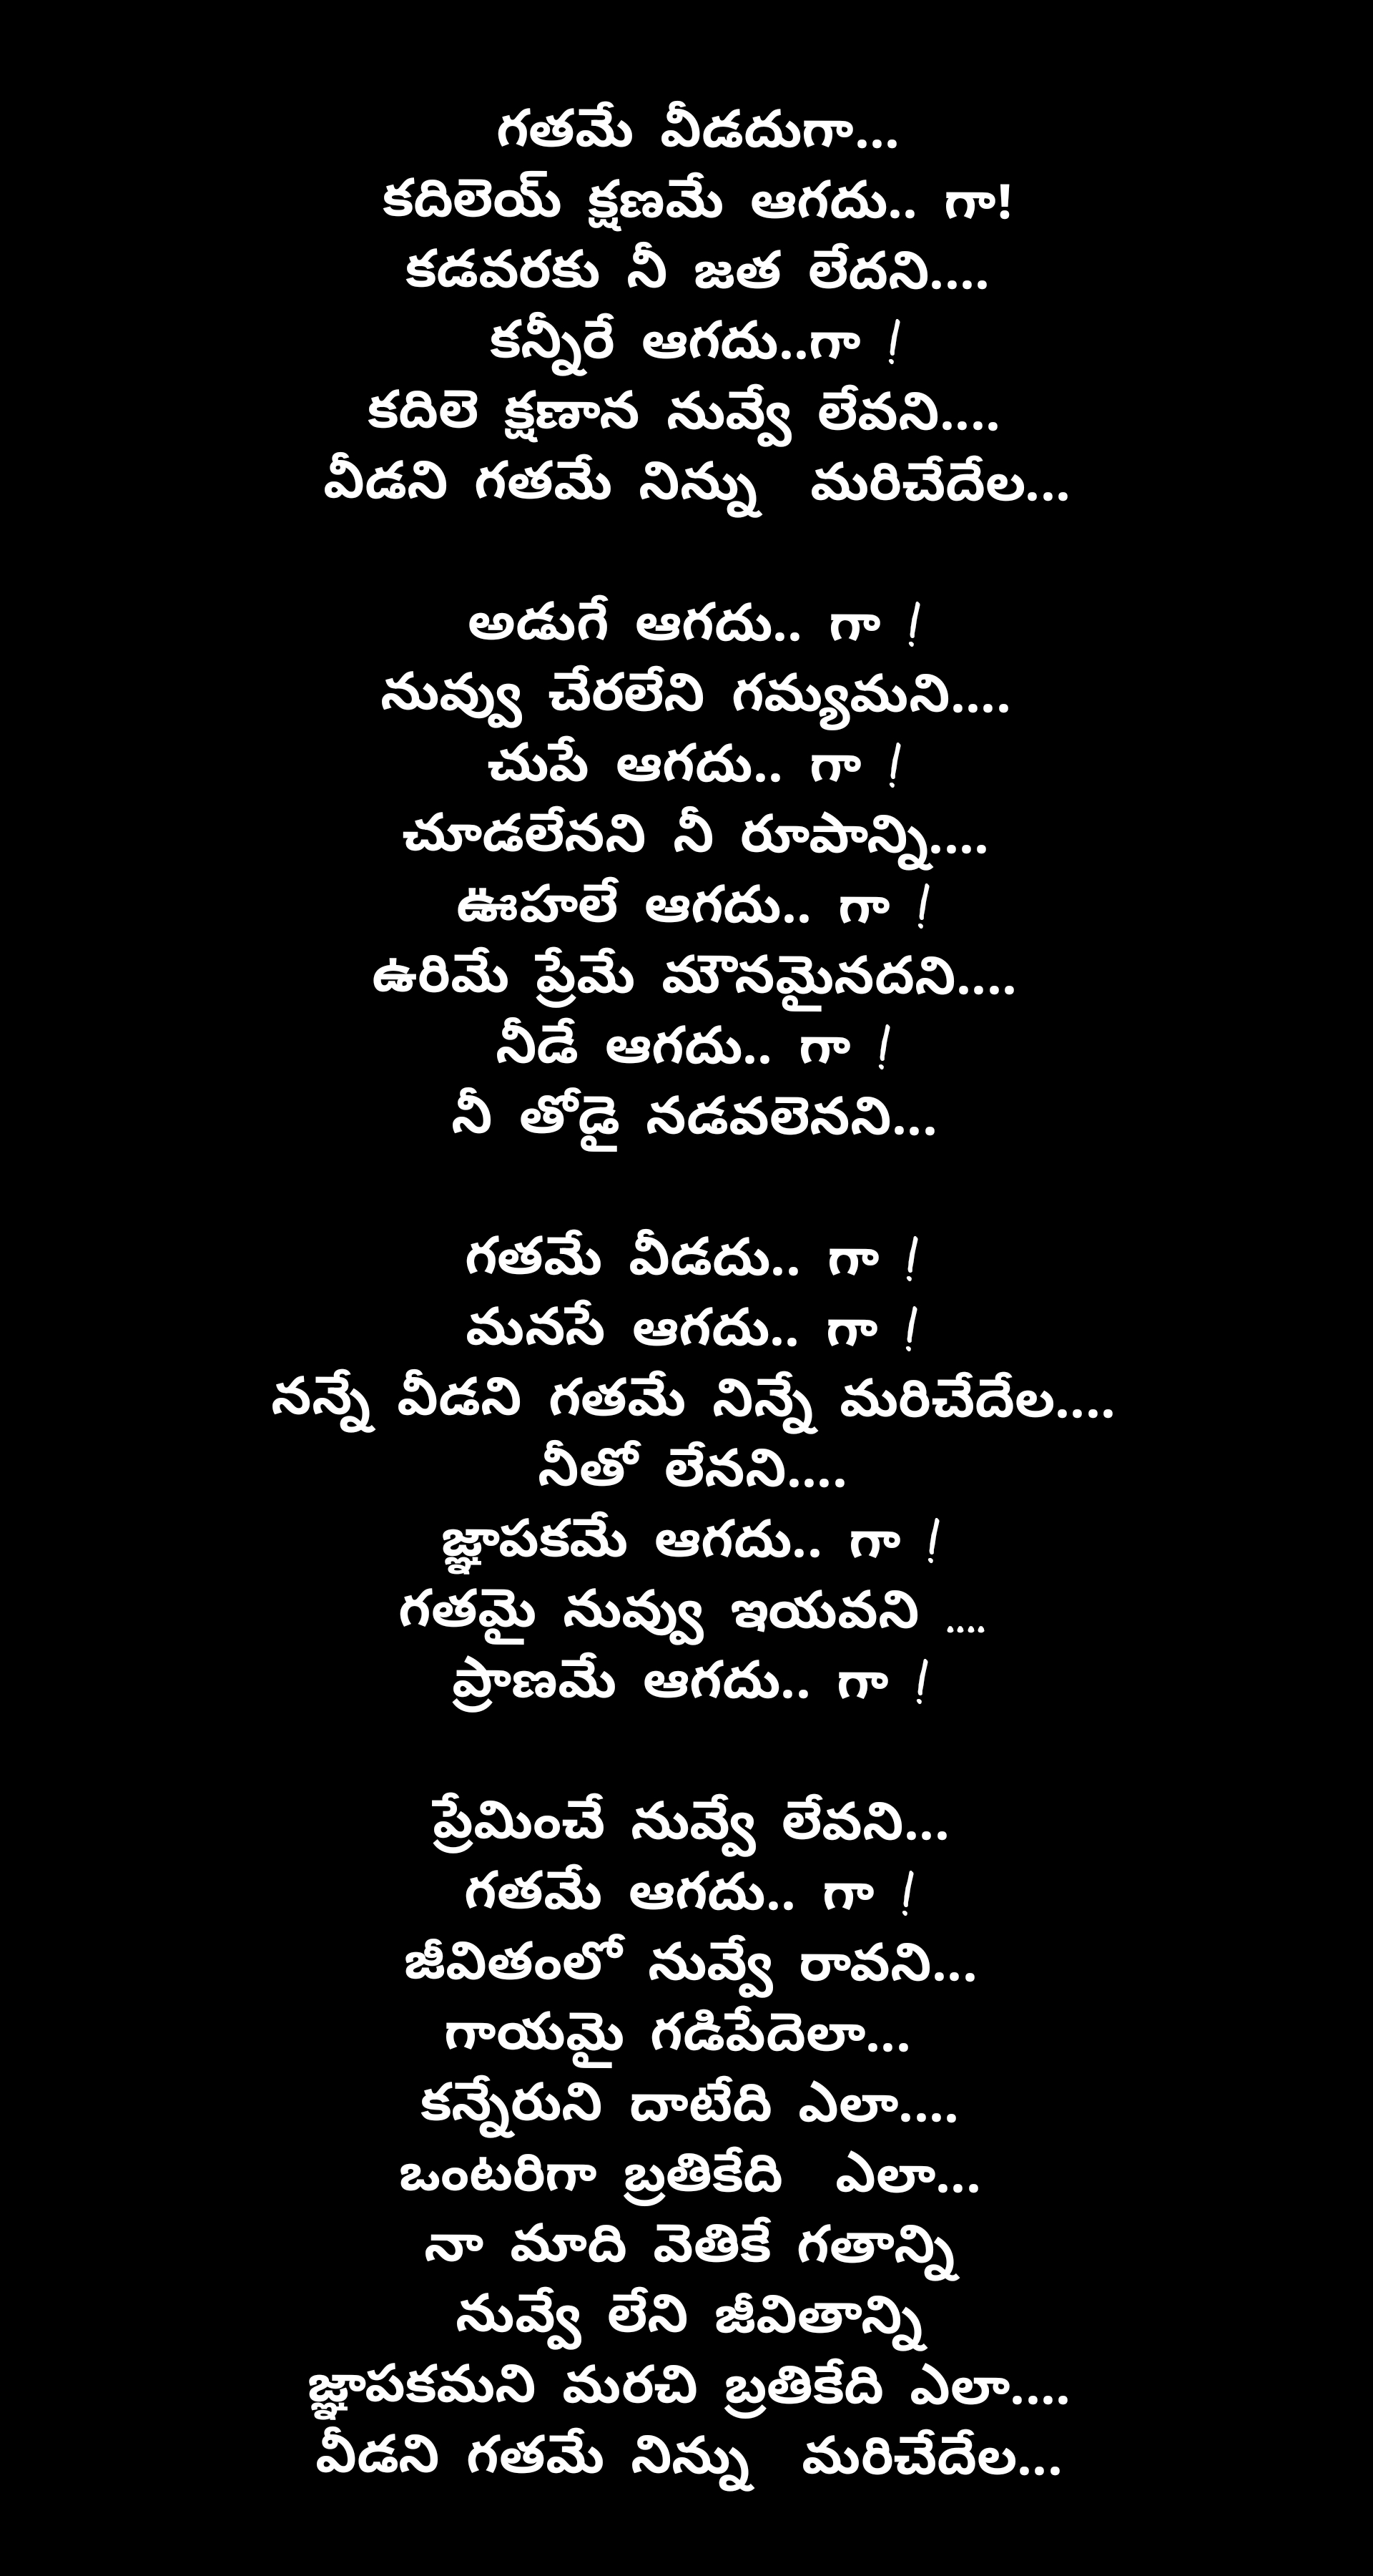 గతమే వీడదుగా...
కదిలెయ్ క్షణమే ఆగదు.. గా!
కడవరకు నీ జత లేదని....
కన్నీరే ఆగదు..గా !
కదిలె క్షణాన నువ్వే లేవని....
వీడని గతమే నిన్ను మరిచేదేల...
అడుగే ఆగదు.. గా !
నువ్వు చేరలేని గమ్యమని....
చుపే ఆగదు.. గా !
చూడలేనని నీ రూపాన్ని....
ఊహలే ఆగదు.. గా !
ఉరిమే ప్రేమే మౌనమైనదని....
నీడే ఆగదు.. గా !
నీ తోడై నడవలెనని...
గతమే వీడదు.. గా !
మనసే ఆగదు.. గా !
నన్నే వీడని గతమే నిన్నే మరిచేదేల....
నీతో లేనని....
జ్ఞాపకమే ఆగదు.. గా !
గతమై నువ్వు ఇయవని ....
ప్రాణమే ఆగదు.. గా !
ప్రేమించే నువ్వే లేవని...
గతమే ఆగదు.. గా !
జీవితంలో నువ్వే రావని...
గాయమై గడిపేదెలా...
కన్నేరుని దాటేది ఎలా....
ఒంటరిగా బ్రతికేది ఎలా...
నా మాది వెతికే గతాన్ని
నువ్వే లేని జీవితాన్ని
జ్ఞాపకమని మరచి బ్రతికేది ఎలా....
వీడని గతమే నిన్ను మరిచేదేల...